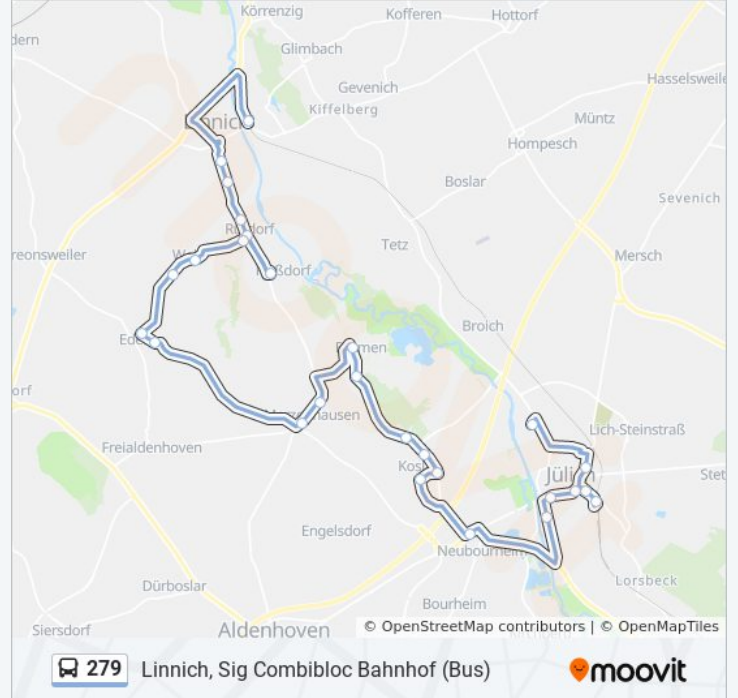 Körrenzig
Kofferen
Hottorf
dern
Glimbach
Gevenich
Hasselsweile
Kiffelberg
Müntz
Hompesch
Boslar
Sevenich
Tetz
reonsweiler
Mersch
Broich
orf
Lich-Steinstraß
Freialdenhoven
Jülich
Stet
Engelsdorf
Neubourheim
Lorsbeck
Dürboslar
Bourheim
Siersdorf
Aldenhoven
© OpenStreetMap contributors | © OpenMapTiles
279 Linnich, Sig Combibloc Bahnhof (Bus)
moovit